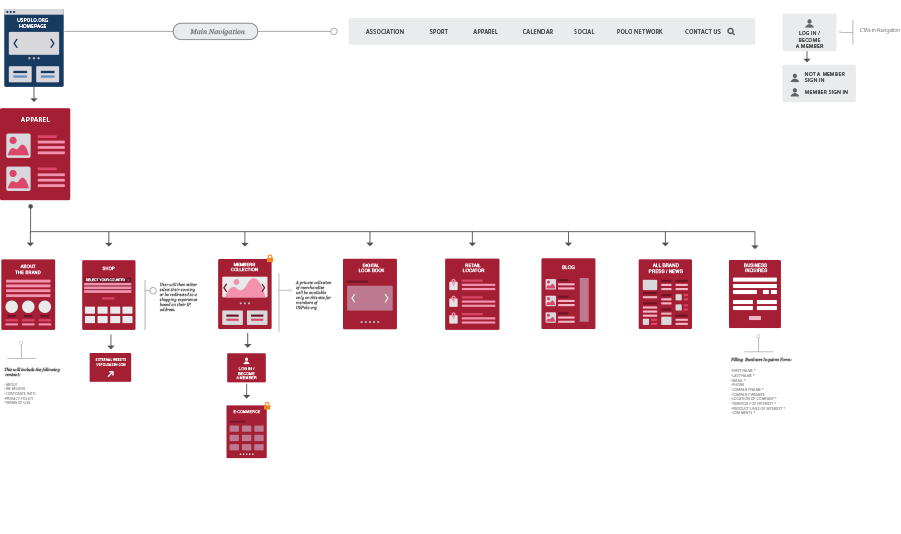 USPOLO.ORG
HOMEPAGE
Main Navigation
ASSOCIATION
SPORT
APPAREL
CALENDAR
SOCIAL
POLO NETWORK
CONTACT US
LOG IN /
BECOME
A MEMBER
CTAs in Navigation
NOT A MEMBER
SIGN IN
MEMBER SIGN IN
APPAREL
ABOUT
THE BRAND
SHOP
SELECT YOUR COUNTRY
MEMBERS
COLLECTION
DIGITAL
LOOK BOOK
RETAIL
LOCATOR
BLOG
ALL BRAND
PRESS / NEWS
BUSINESS
INQUIRES
User will then either
select their country
or be redirected to a
shopping experience
based on their IP
address.
A private collection
of merchandise
will be available
only on this site for
members of
USPolo.org
EXTERNAL WEBSITE
USPOLOASSN.COM
LOG IN /
BECOME
A MEMBER
E-COMMERCE
This will include the following
content:
-ABOUT
-WE BELIEVE
-CORPORATE INFO
-PRIVACY POLICY
-TERMS OF USE
Filling Business Inquires Form:
-FIRST NAME *
-LAST NAME *
-EMAIL *
-PHONE
-COMPANY NAME *
-COMPANY WEBSITE
-LOCATION OF COMPANY *
-TERRITORY OF INTEREST *
-PRODUCT LINES OF INTEREST *
-COMMENTS *